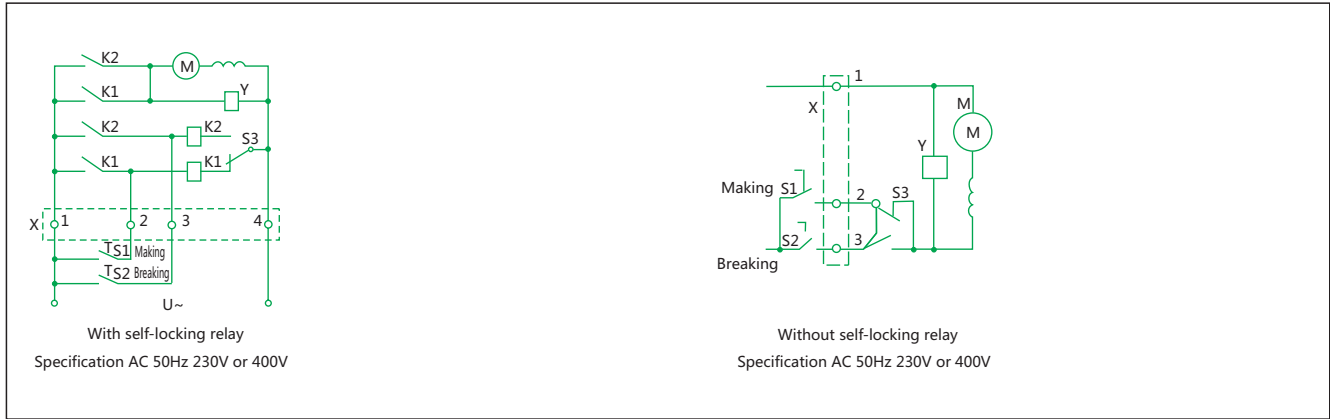 K2
M
K1
Y
K2
K2
S3
K1
K1
X
1
2
3
4
TS1 Making
TS2 Breaking
U~
With self-locking relay
Specification AC 50Hz 230V or 400V
1
X
M
M
Y
Making S1
2
S3
S2
3
Breaking
Without self-locking relay
Specification AC 50Hz 230V or 400V